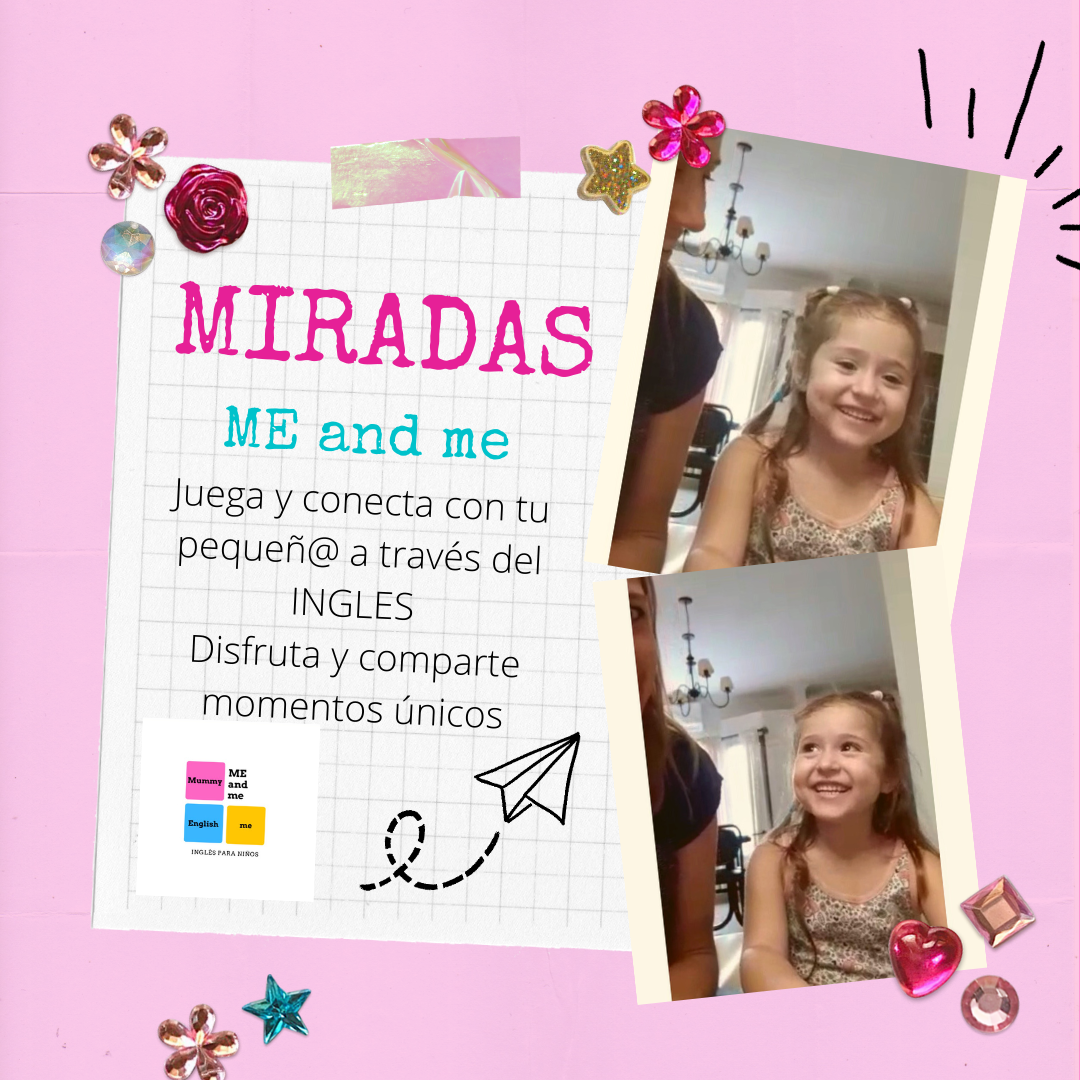 MIRADAS
ME and me
Juega y conecta con tu
pequeñ@ a través del
INGLES
Disfruta y comparte
momentos únicos
Mummy
ME
and
me
English
me
INGLÉS PARA NIÑOS